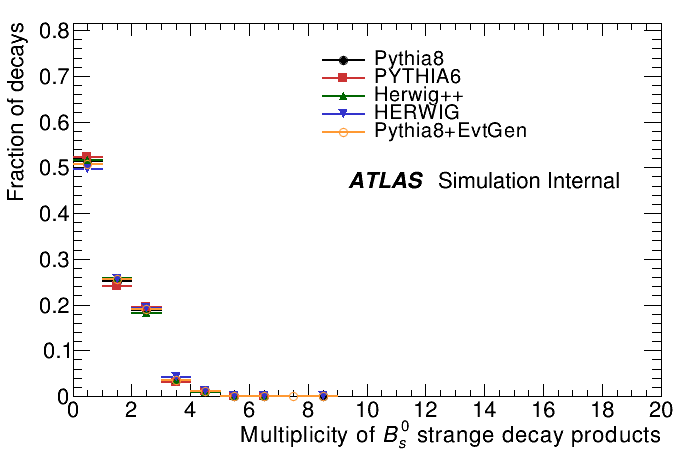 Fraction of decays
0.8
0.7
0.6
0.5
0.4
0.3
0.2
0.1
0
Pythia8
PYTHIA6
Herwig++
HERWIG
Pythia8+EvtGen
ATLAS Simulation Internal
0 2 4 6 8 10 12 14 16 18 20
Multiplicity of $B_s^0$ strange decay products